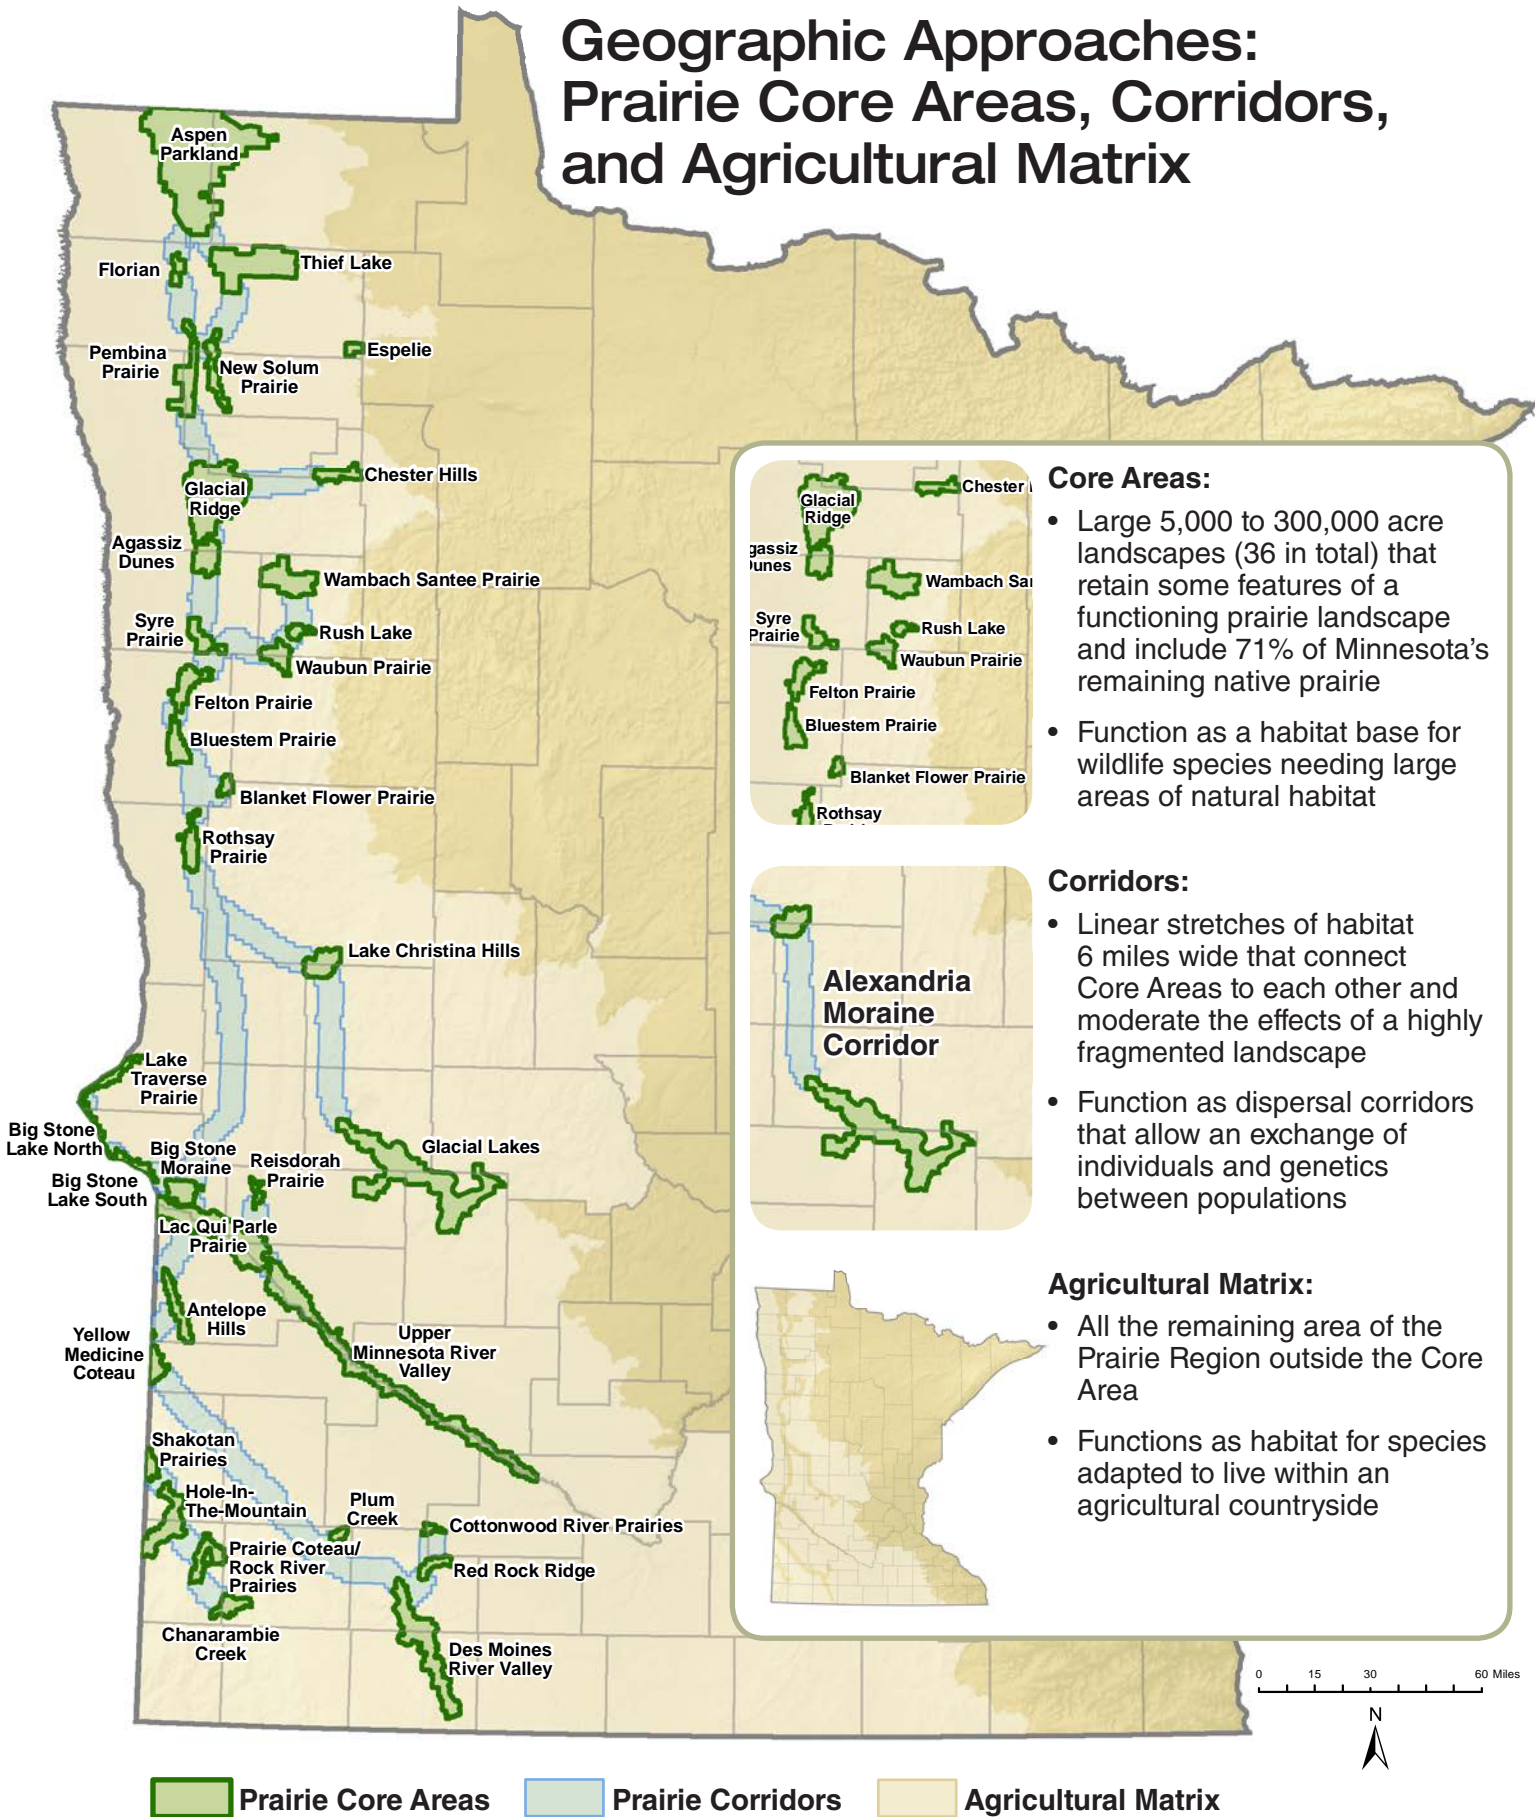 Geographic Approaches:
Prairie Core Areas, Corridors,
and Agricultural Matrix
Aspen
Parkland
Florian
Thief Lake
Pembina
Prairie
New Solum
Prairie
Espelie
Glacial
Ridge
Chester Hills
Agassiz
Dunes
Wambach Santee Prairie
Syre
Prairie
Rush Lake
Waubun Prairie
Felton Prairie
Bluestem Prairie
Blanket Flower Prairie
Rothsay
Prairie
Lake Christina Hills
Lake
Traverse
Prairie
Big Stone
Lake North
Big Stone
Moraine
Reisdorah
Prairie
Glacial Lakes
Big Stone
Lake South
Lac Qui Parle
Prairie
Antelope
Hills
Yellow
Medicine
Coteau
Upper
Minnesota River
Valley
Shakotan
Prairies
Hole-In-
The-Mountain
Plum
Creek
Cottonwood River Prairies
Prairie Coteau/
Rock River
Prairies
Red Rock Ridge
Chanarambie
Creek
Des Moines
River Valley
Glacial
Ridge
Chester
gassiz
Dunes
Wambach Sa
Syre
Prairie
Rush Lake
Waubun Prairie
Felton Prairie
Bluestem Prairie
Blanket Flower Prairie
Rothsay
Core Areas:
• Large 5,000 to 300,000 acre
landscapes (36 in total) that
retain some features of a
functioning prairie landscape
and include 71% of Minnesota’s
remaining native prairie
• Function as a habitat base for
wildlife species needing large
areas of natural habitat
Alexandria
Moraine
Corridor
Corridors:
• Linear stretches of habitat
6 miles wide that connect
Core Areas to each other and
moderate the effects of a highly
fragmented landscape
• Function as dispersal corridors
that allow an exchange of
individuals and genetics
between populations
Agricultural Matrix:
• All the remaining area of the
Prairie Region outside the Core
Area
• Functions as habitat for species
adapted to live within an
agricultural countryside
0 15 30 60 Miles
N
Prairie Core Areas
Prairie Corridors
Agricultural Matrix